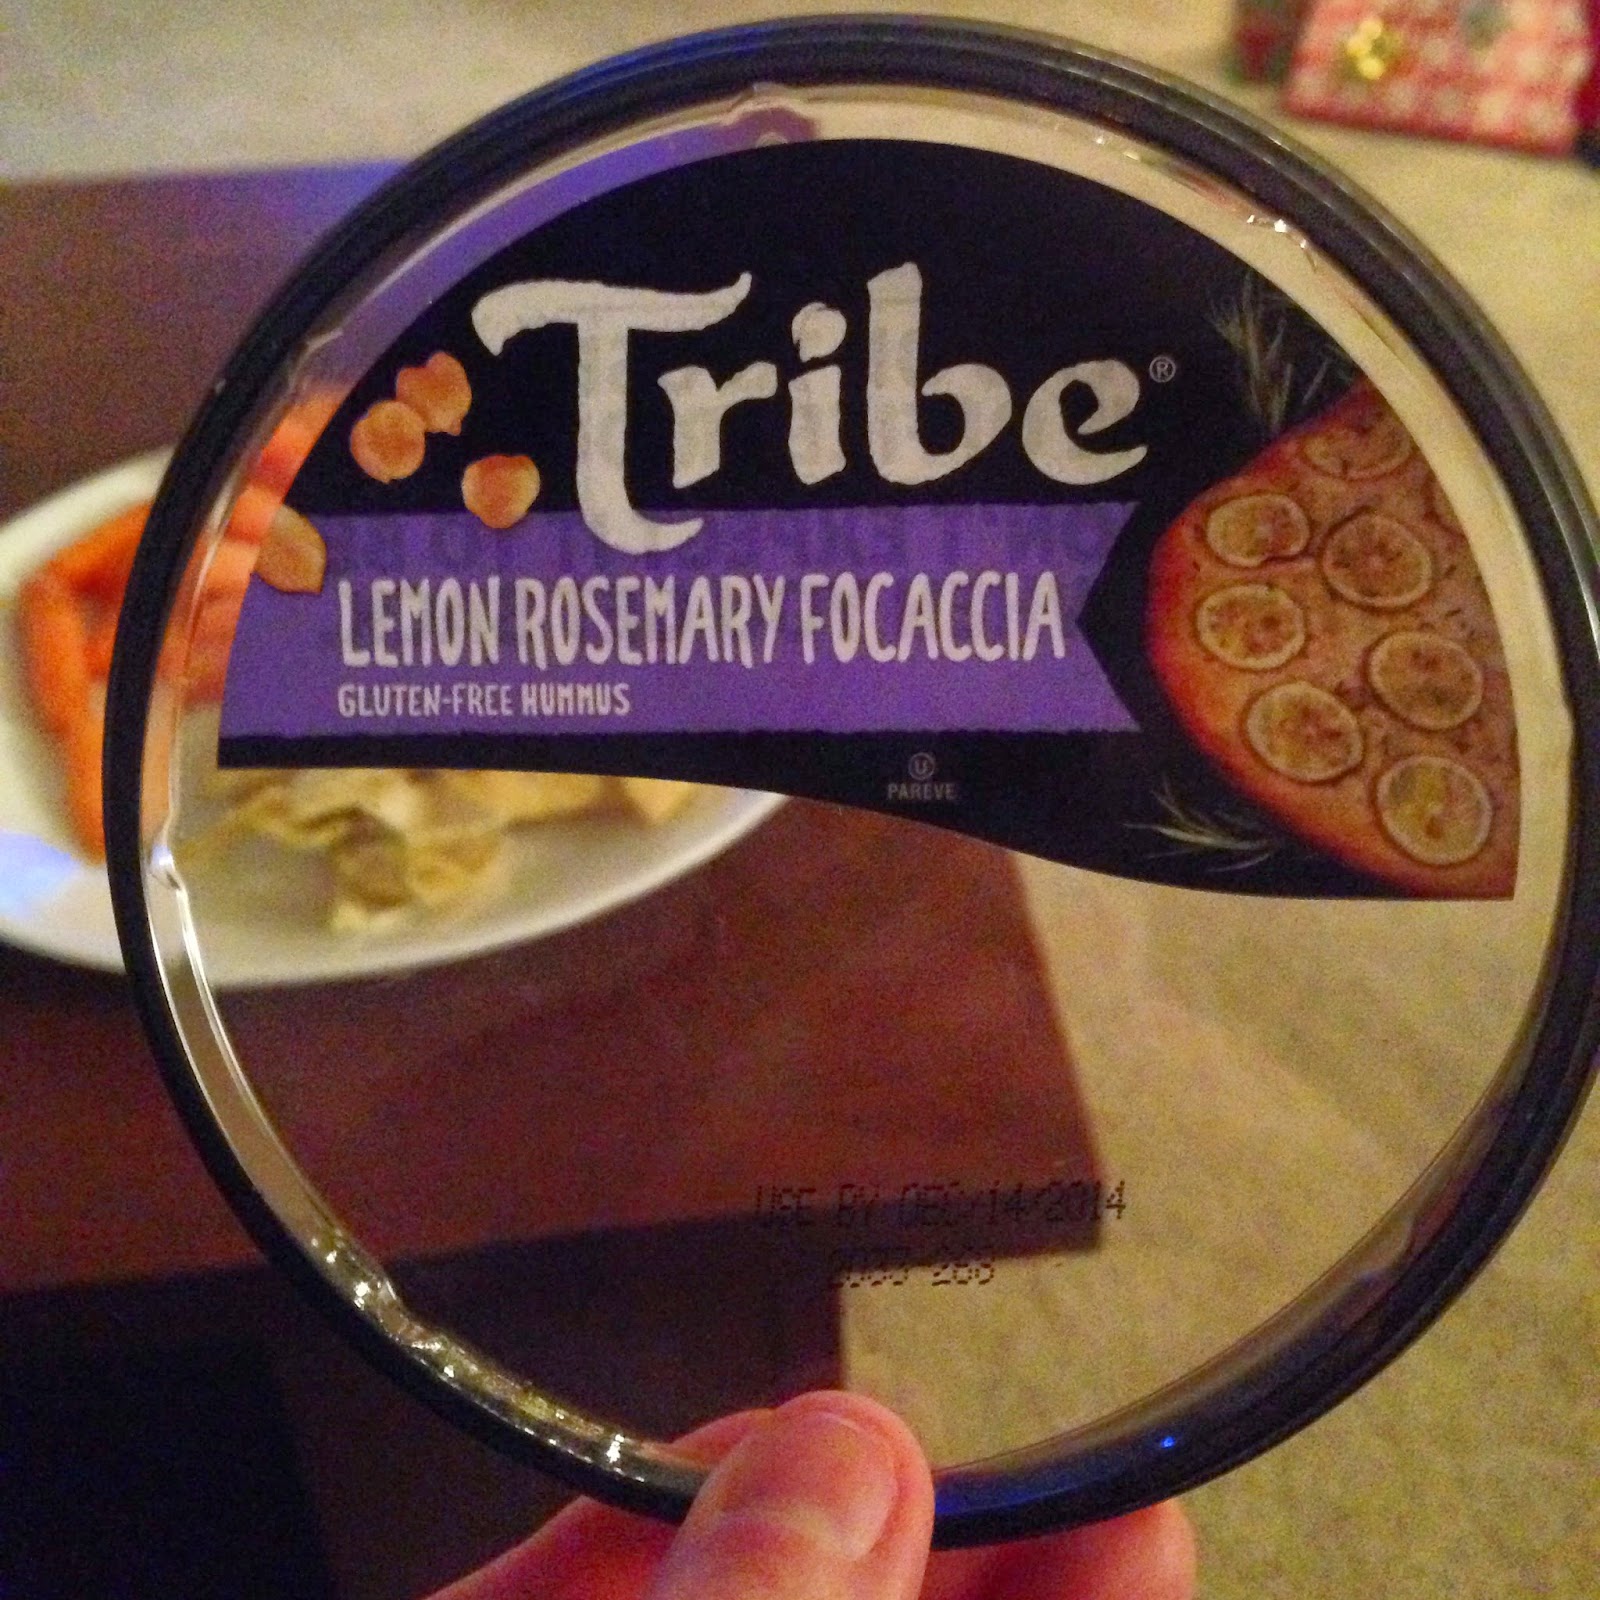 Tribe®
LEMON ROSEMARY FOCACCIA
GLUTEN-FREE HUMMUS
U
PAREVE
USE BY DEC/14/2014